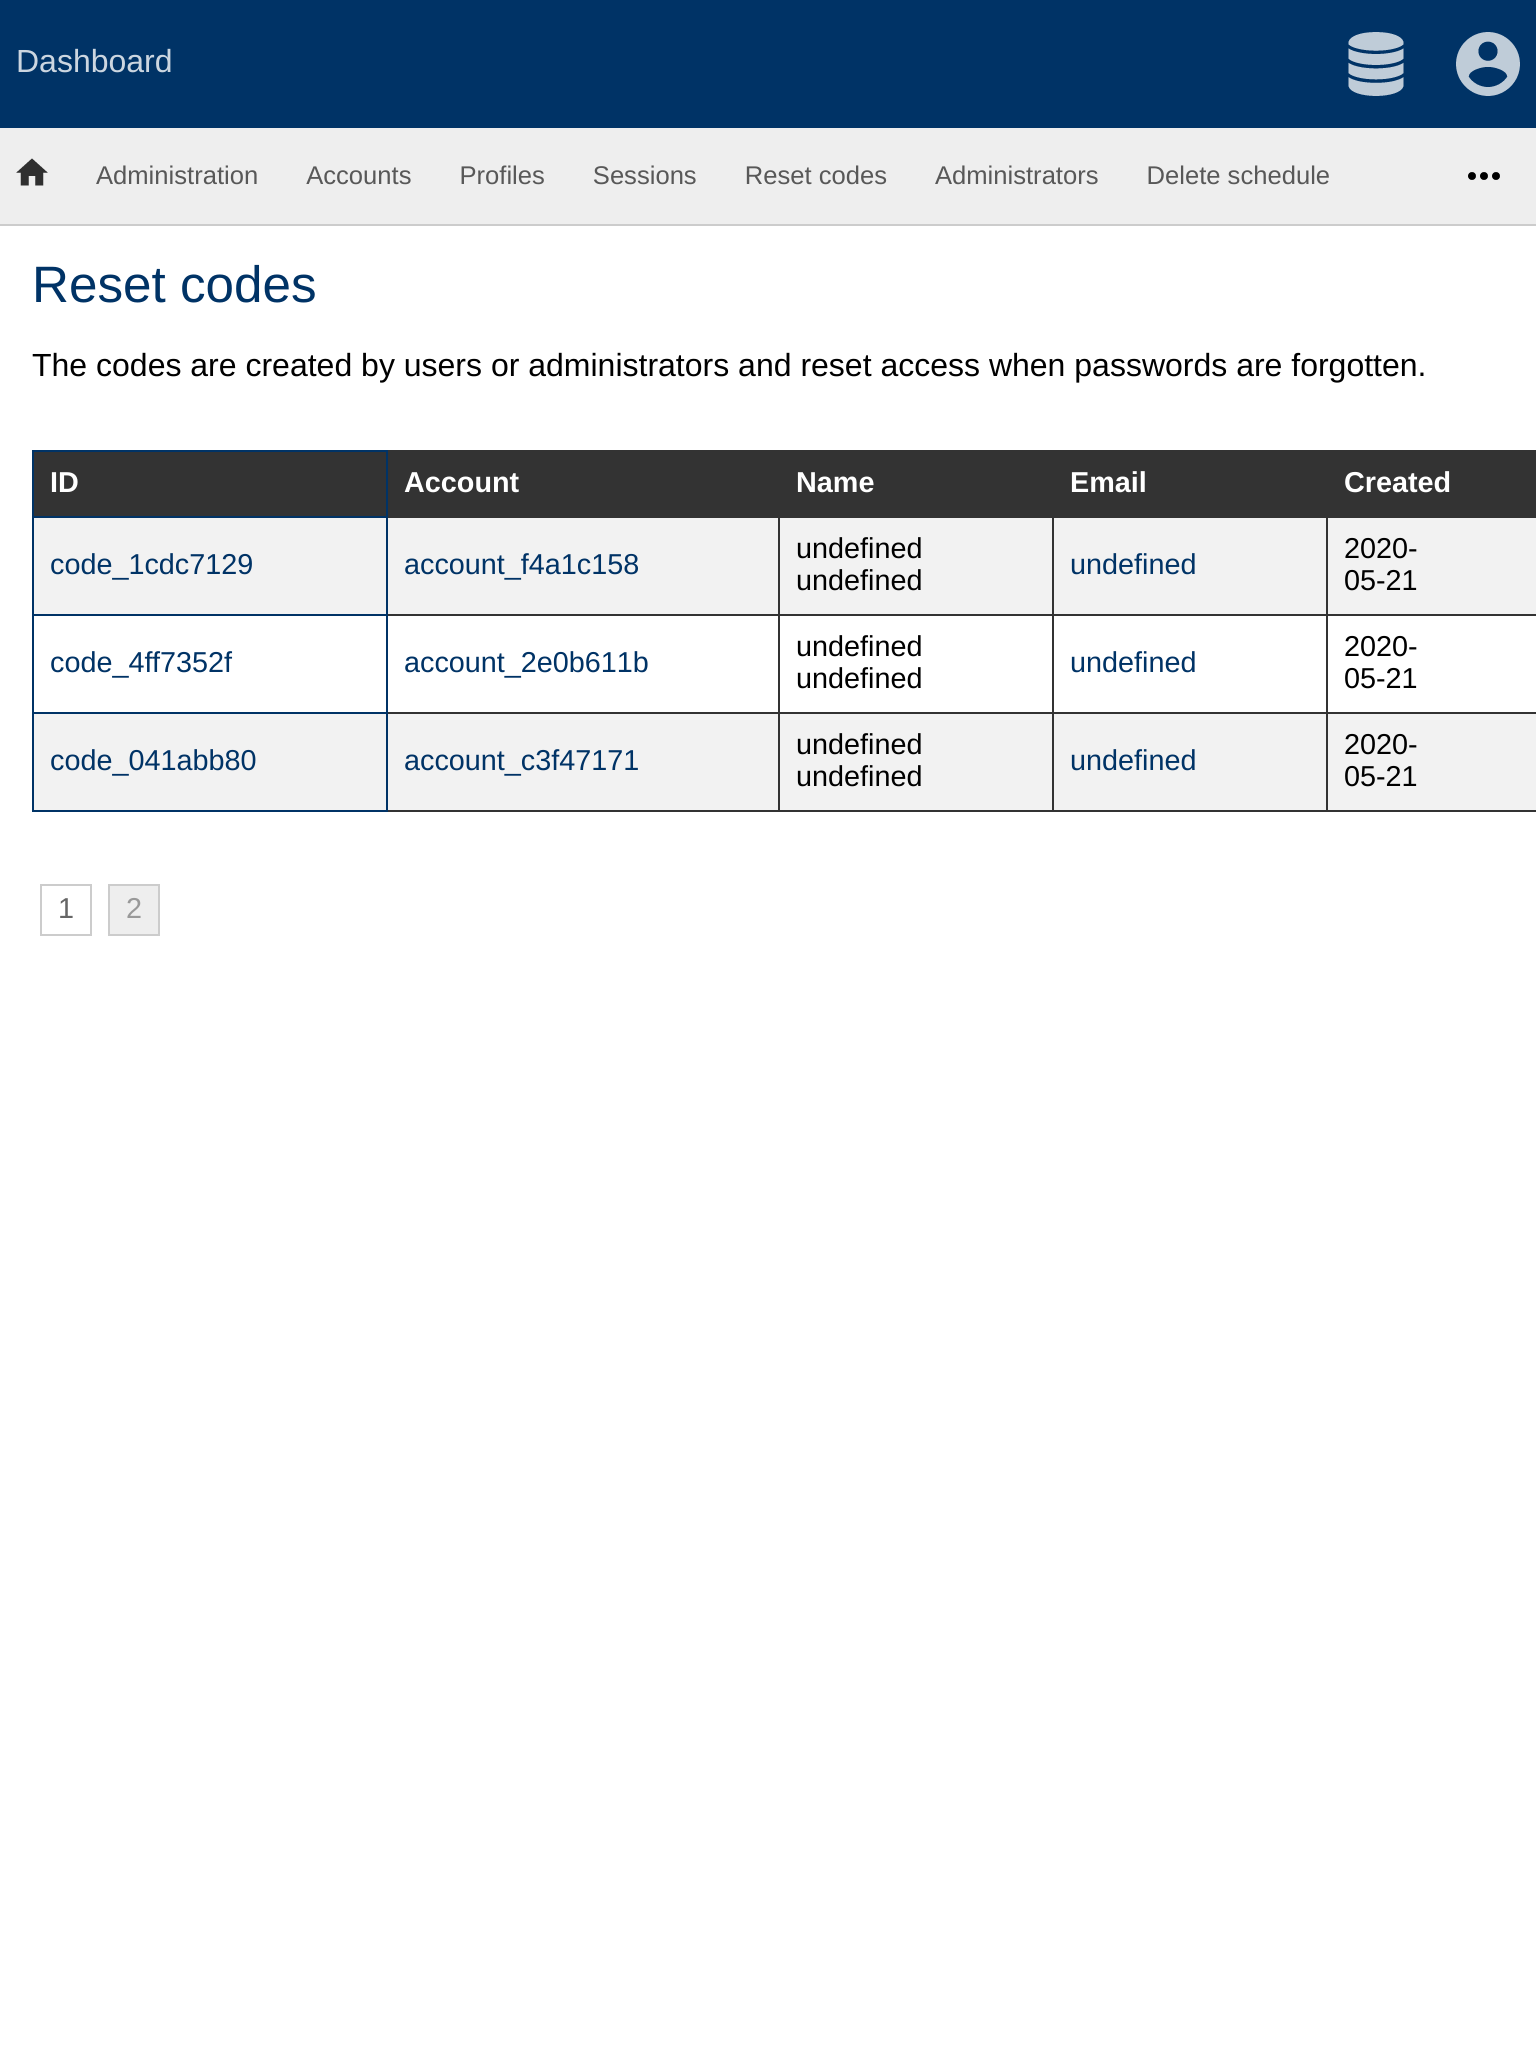 Dashboard
Administration Accounts Profiles Sessions Reset codes Administrators Delete schedule
Reset codes
The codes are created by users or administrators and reset access when passwords are forgotten.
ID Account Name Email Created
code_1cdc7129 account_f4a1c158 undefined undefined undefined 2020-05-21
code_4ff7352f account_2e0b611b undefined undefined undefined 2020-05-21
code_041abb80 account_c3f47171 undefined undefined undefined 2020-05-21
1 2